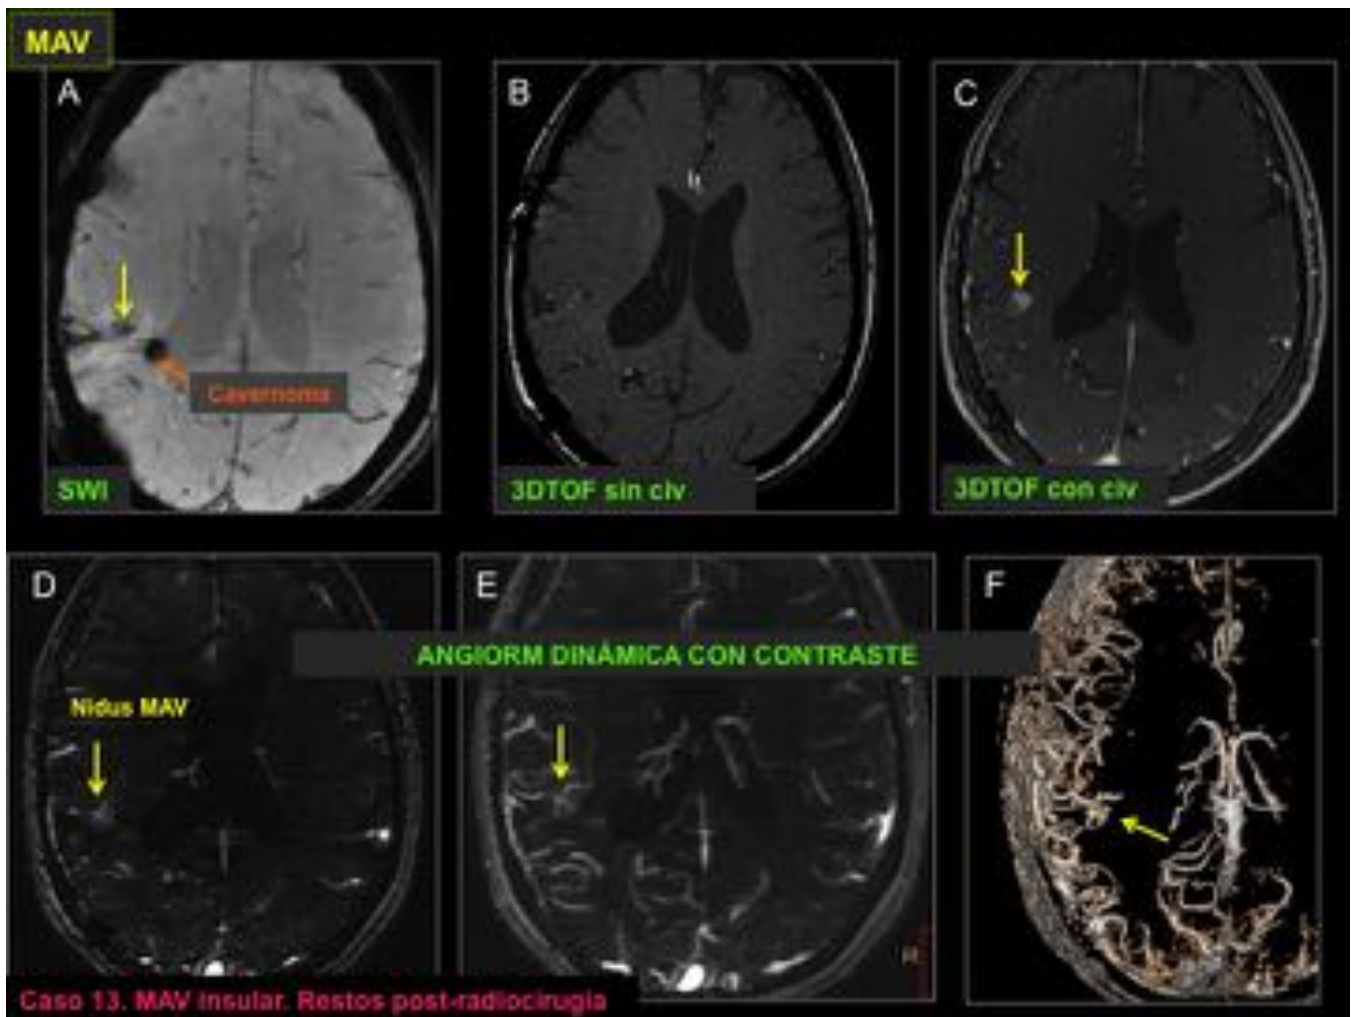 MAV
A
B
C
Cavernoma
SWI
3DTOF sin civ
3DTOF con civ
D
E
F
ANGIORM DINÁMICA CON CONTRASTE
Nidus MAV
Caso 13. MAV insular. Restos post-radiocirugía